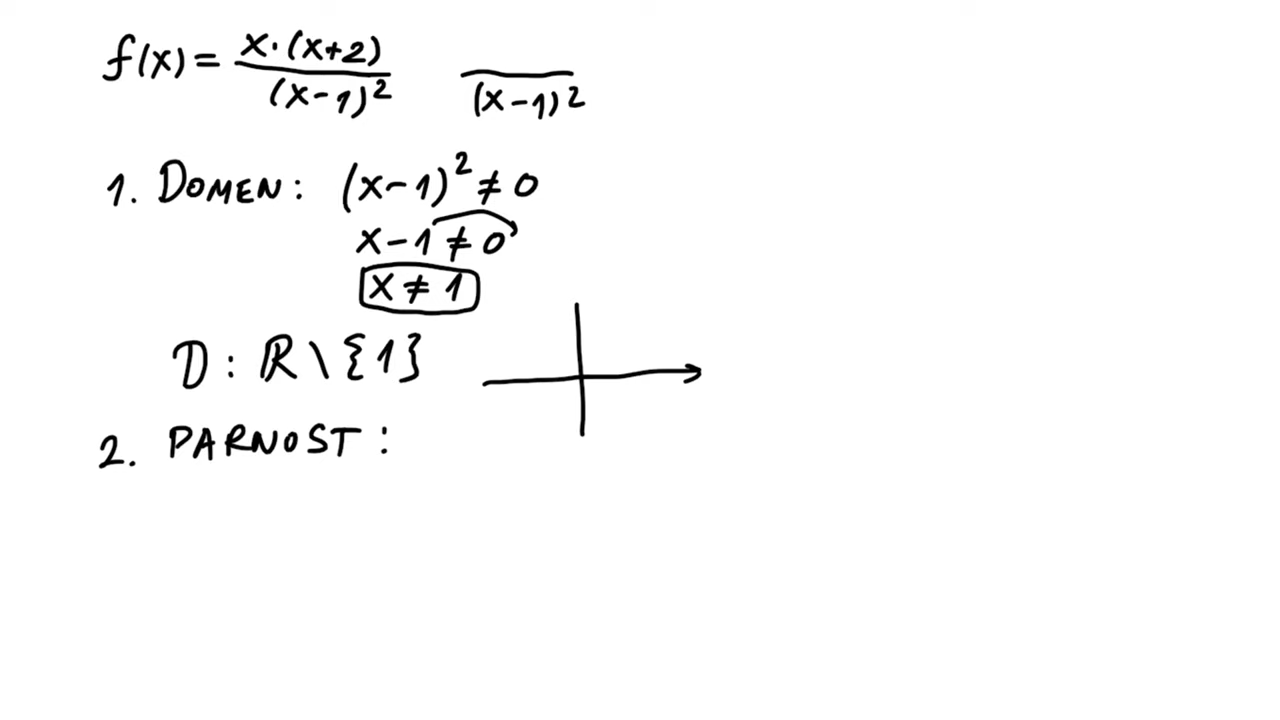 f(x) = x·(x+2) / (x-1)² ─ / (x-1)²
1. DOMEN: (x-1)² ≠ 0
x-1 ≠ 0
x ≠ 1
D: ℝ \ {1}
2. PARNOST: